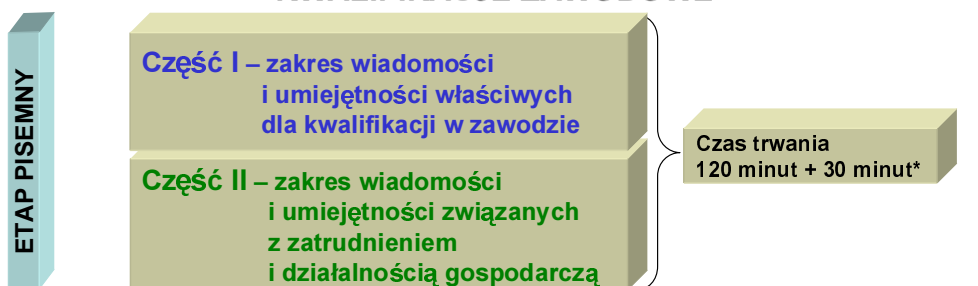 ETAP PISEMNY
Część I – zakres wiadomości
i umiejętności właściwych
dla kwalifikacji w zawodzie
Część II – zakres wiadomości
i umiejętności związanych
z zatrudnieniem
i działalnością gospodarczą
Czas trwania
120 minut + 30 minut*